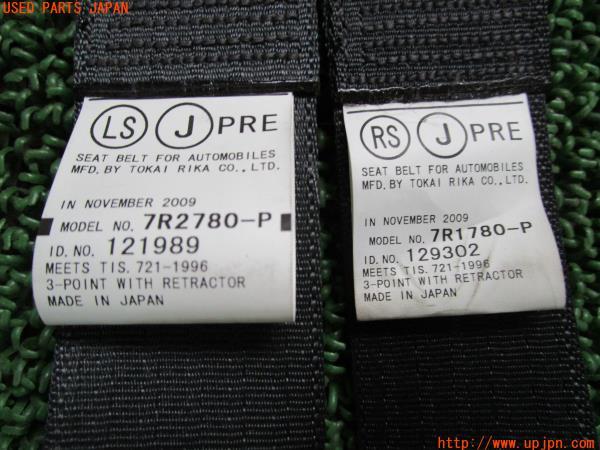 USED PARTS JAPAN
LS J PRE
SEAT BELT FOR AUTOMOBILES
MFD. BY TOKAI RIKA CO., LTD.
IN NOVEMBER 2009
MODEL NO. 7R2780-P
ID. NO. 121989
MEETS TIS. 721-1996
3-POINT WITH RETRACTOR
MADE IN JAPAN
RS J PRE
SEAT BELT FOR AUTOMOBILES
MFD. BY TOKAI RIKA CO., LTD.
IN NOVEMBER 2009
MODEL NO. 7R1780-P
ID. NO. 129302
MEETS TIS. 721-1996
3-POINT WITH RETRACTOR
MADE IN JAPAN
http://www.upjpn.com/